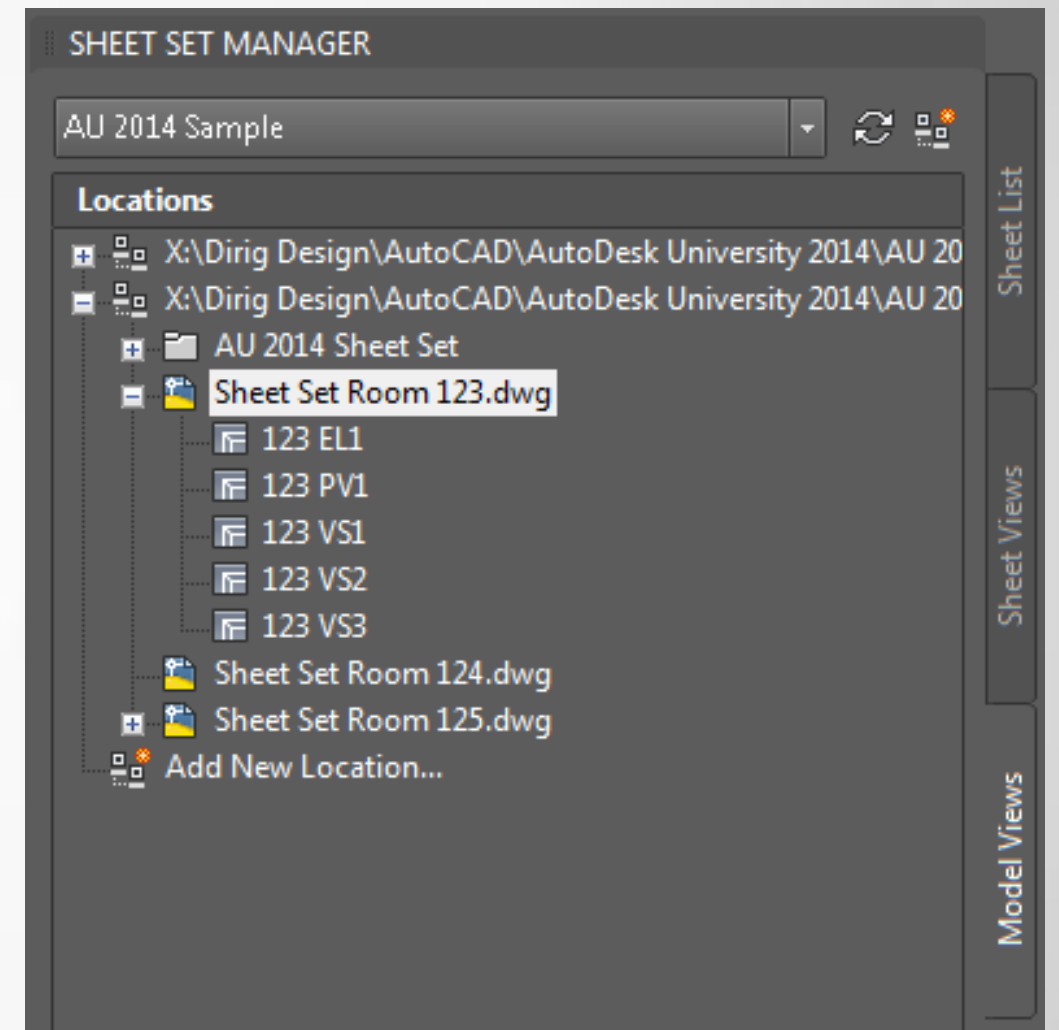 SHEET SET MANAGER
AU 2014 Sample
Locations
X:\Dirig Design\AutoCAD\AutoDesk University 2014\AU 20
X:\Dirig Design\AutoCAD\AutoDesk University 2014\AU 20
AU 2014 Sheet Set
Sheet Set Room 123.dwg
123 EL1
123 PV1
123 VS1
123 VS2
123 VS3
Sheet Set Room 124.dwg
Sheet Set Room 125.dwg
Add New Location...
Sheet List
Sheet Views
Model Views